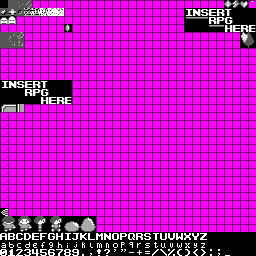 INSERT
RPG
HERE
INSERT
RPG
HERE
ABCDEFGHIJKLMNOPQRSTUVWXYZ
abcdefghijklmnopqrstuvwxyz
0123456789.,!?'"-+=/\%()<>:;_